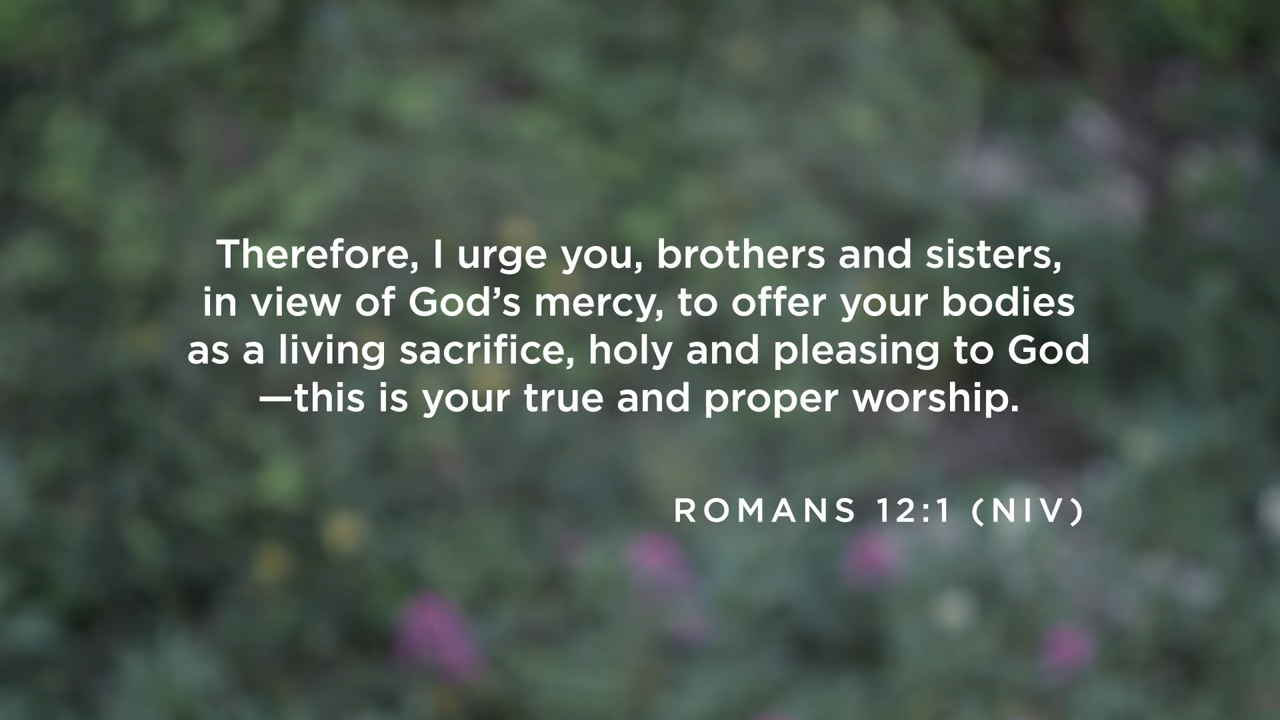 Therefore, I urge you, brothers and sisters,
in view of God’s mercy, to offer your bodies
as a living sacrifice, holy and pleasing to God
—this is your true and proper worship.
ROMANS 12:1 (NIV)